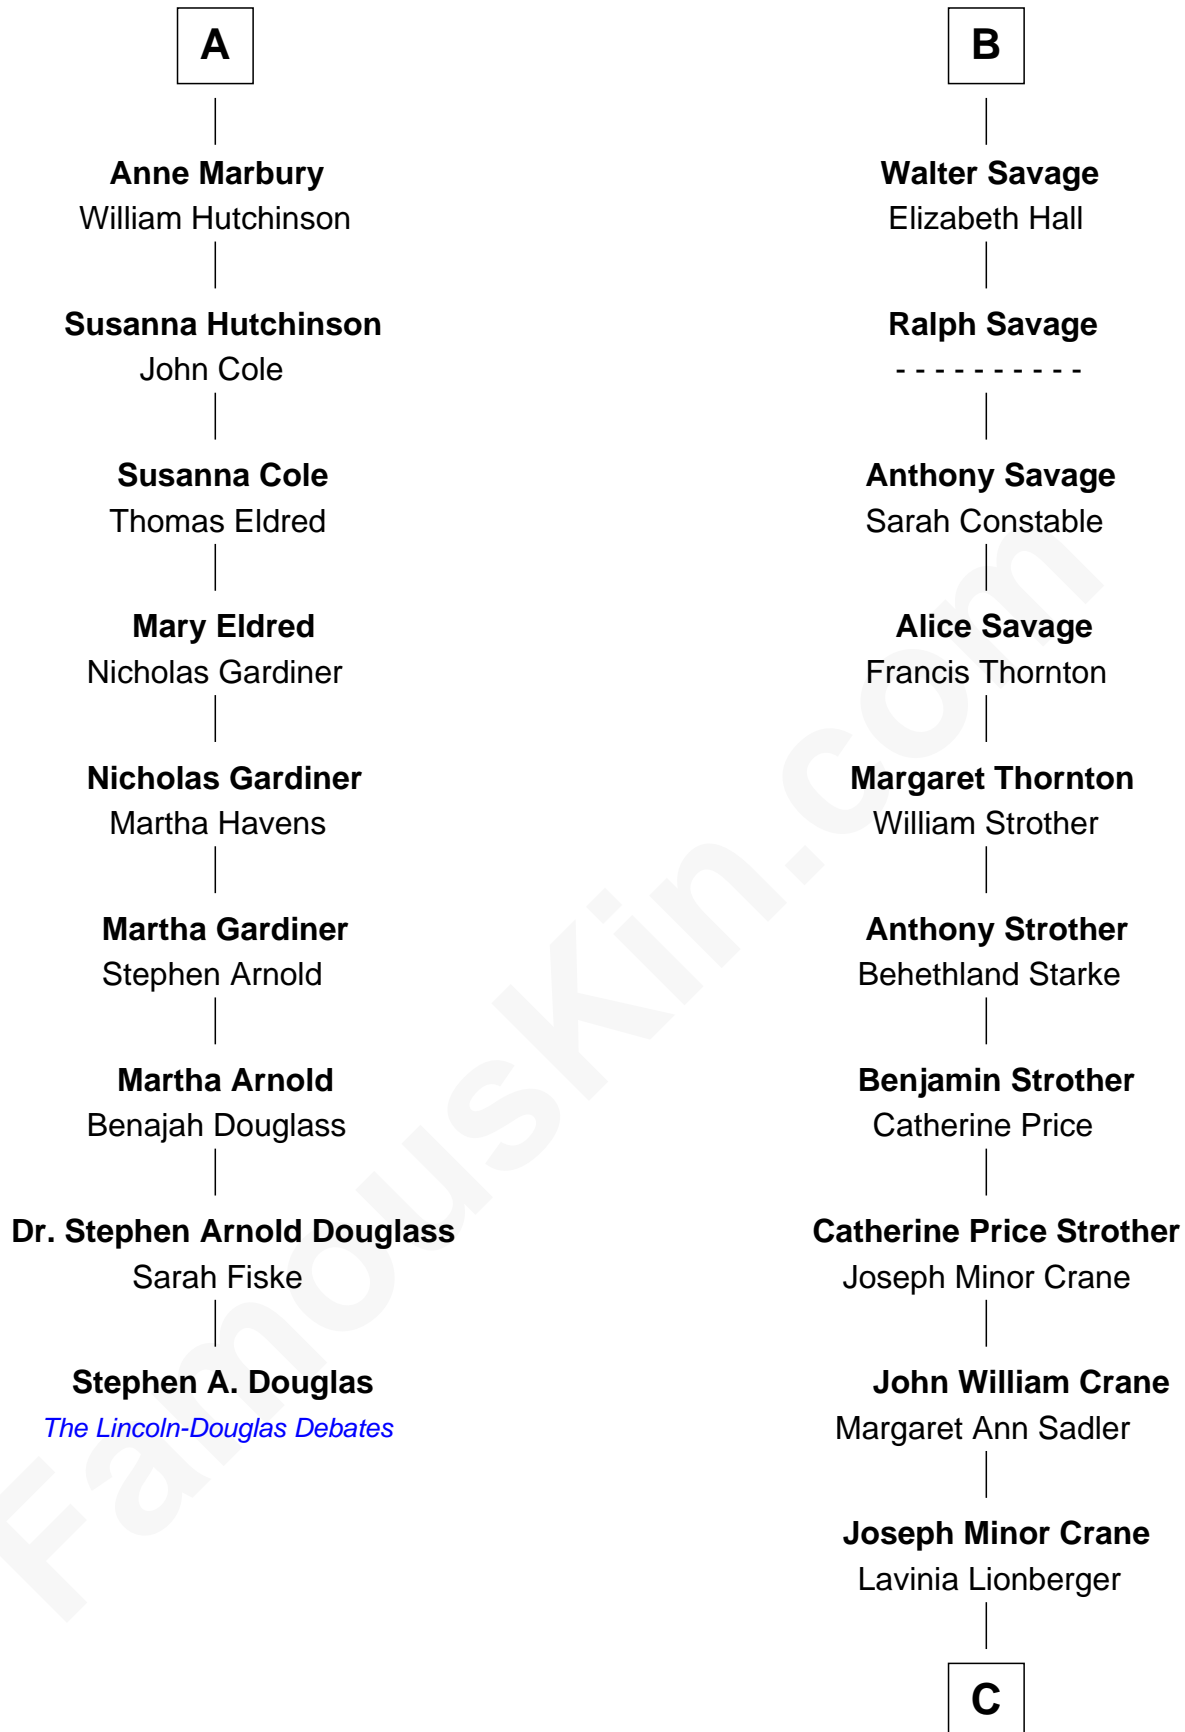 A
Anne Marbury
William Hutchinson
Susanna Hutchinson
John Cole
Susanna Cole
Thomas Eldred
Mary Eldred
Nicholas Gardiner
Nicholas Gardiner
Martha Havens
Martha Gardiner
Stephen Arnold
Martha Arnold
Benajah Douglass
Dr. Stephen Arnold Douglass
Sarah Fiske
Stephen A. Douglas
The Lincoln-Douglas Debates
B
Walter Savage
Elizabeth Hall
Ralph Savage
- - - - - - - - - -
Anthony Savage
Sarah Constable
Alice Savage
Francis Thornton
Margaret Thornton
William Strother
Anthony Strother
Behethland Starke
Benjamin Strother
Catherine Price
Catherine Price Strother
Joseph Minor Crane
John William Crane
Margaret Ann Sadler
Joseph Minor Crane
Lavinia Lionberger
C
FamousKin.com